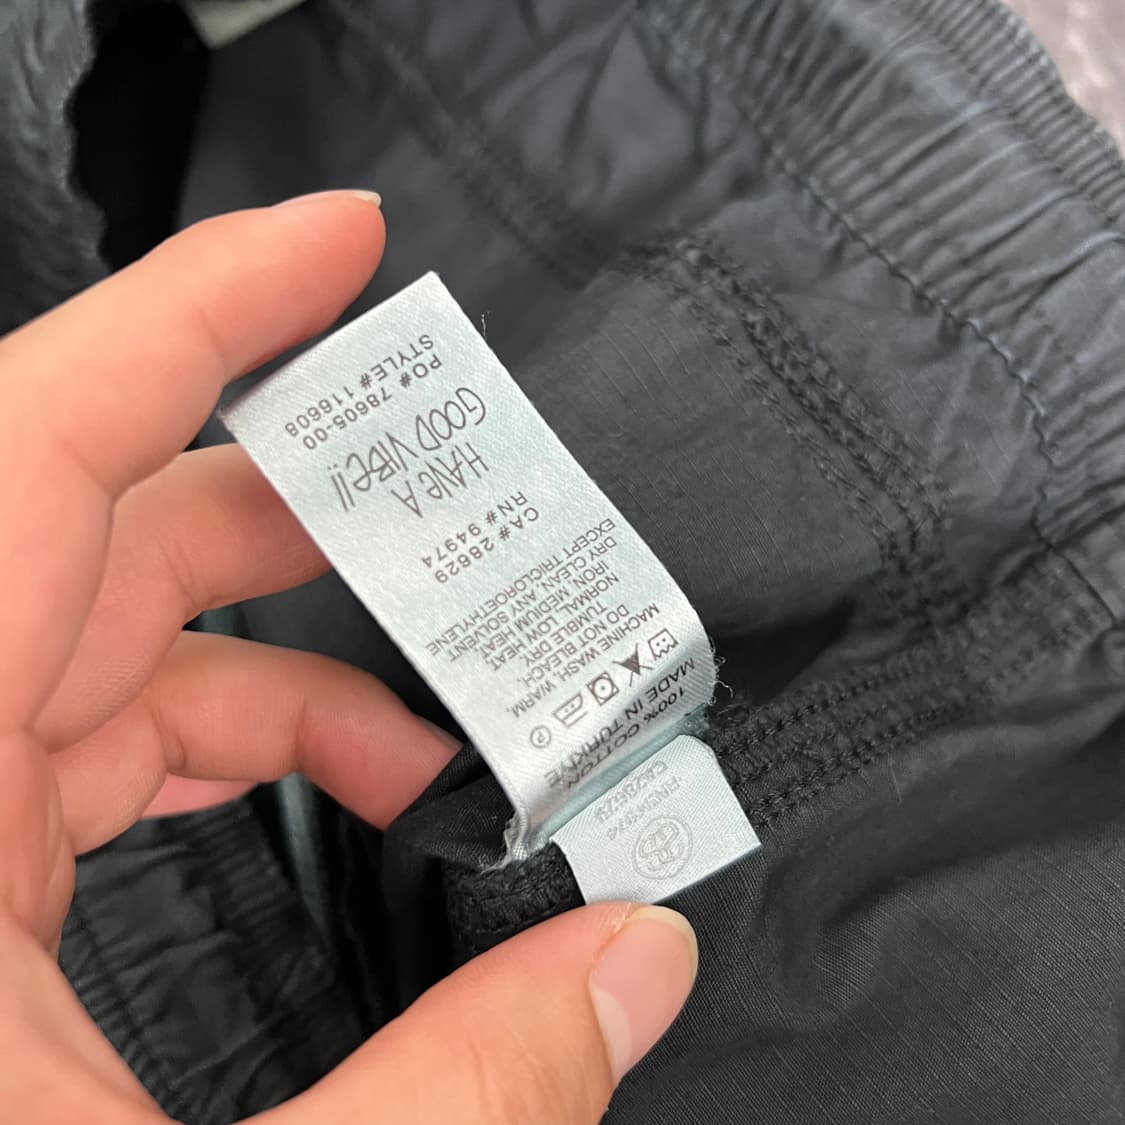 100% COTTON
MADE IN TURKIYE
P
MACHINE WASH, WARM,
DO NOT BLEACH,
TUMBLE DRY,
NORMAL, LOW HEAT
IRON, MEDIUM HEAT
DRY CLEAN, ANY SOLVENT
EXCEPT TRICLOROETHYLENE
CA# 28629
RN# 94974
HAVE A
GOOD VIBE!!
PO# 78605-00
STYLE# 116608